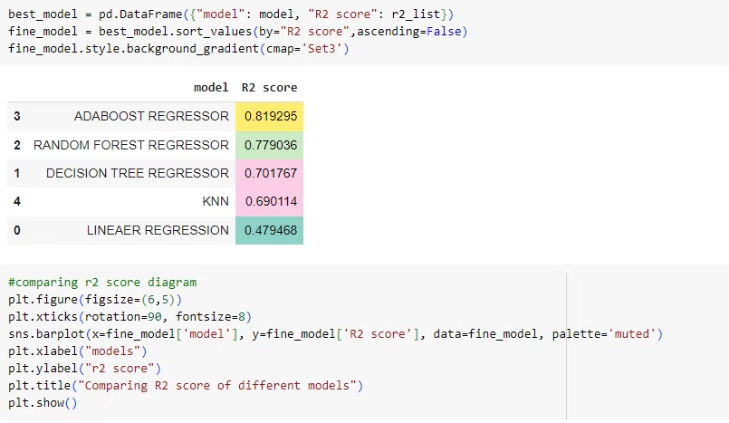 best_model = pd.DataFrame({"model": model, "R2 score": r2_list})
fine_model = best_model.sort_values(by="R2 score",ascending=False)
fine_model.style.background_gradient(cmap='Set3')
model R2 score
3 ADABOOST REGRESSOR 0.819295
2 RANDOM FOREST REGRESSOR 0.779036
1 DECISION TREE REGRESSOR 0.701767
4 KNN 0.690114
0 LINEAER REGRESSION 0.479468
#comparing r2 score diagram
plt.figure(figsize=(6,5))
plt.xticks(rotation=90, fontsize=8)
sns.barplot(x=fine_model['model'], y=fine_model['R2 score'], data=fine_model, palette='muted')
plt.xlabel("models")
plt.ylabel("r2 score")
plt.title("Comparing R2 score of different models")
plt.show()